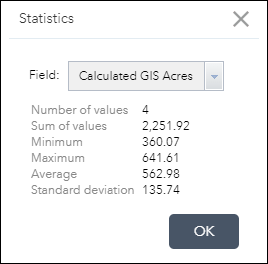 Statistics
Field: Calculated GIS Acres
Number of values 4
Sum of values 2,251.92
Minimum 360.07
Maximum 641.61
Average 562.98
Standard deviation 135.74
OK